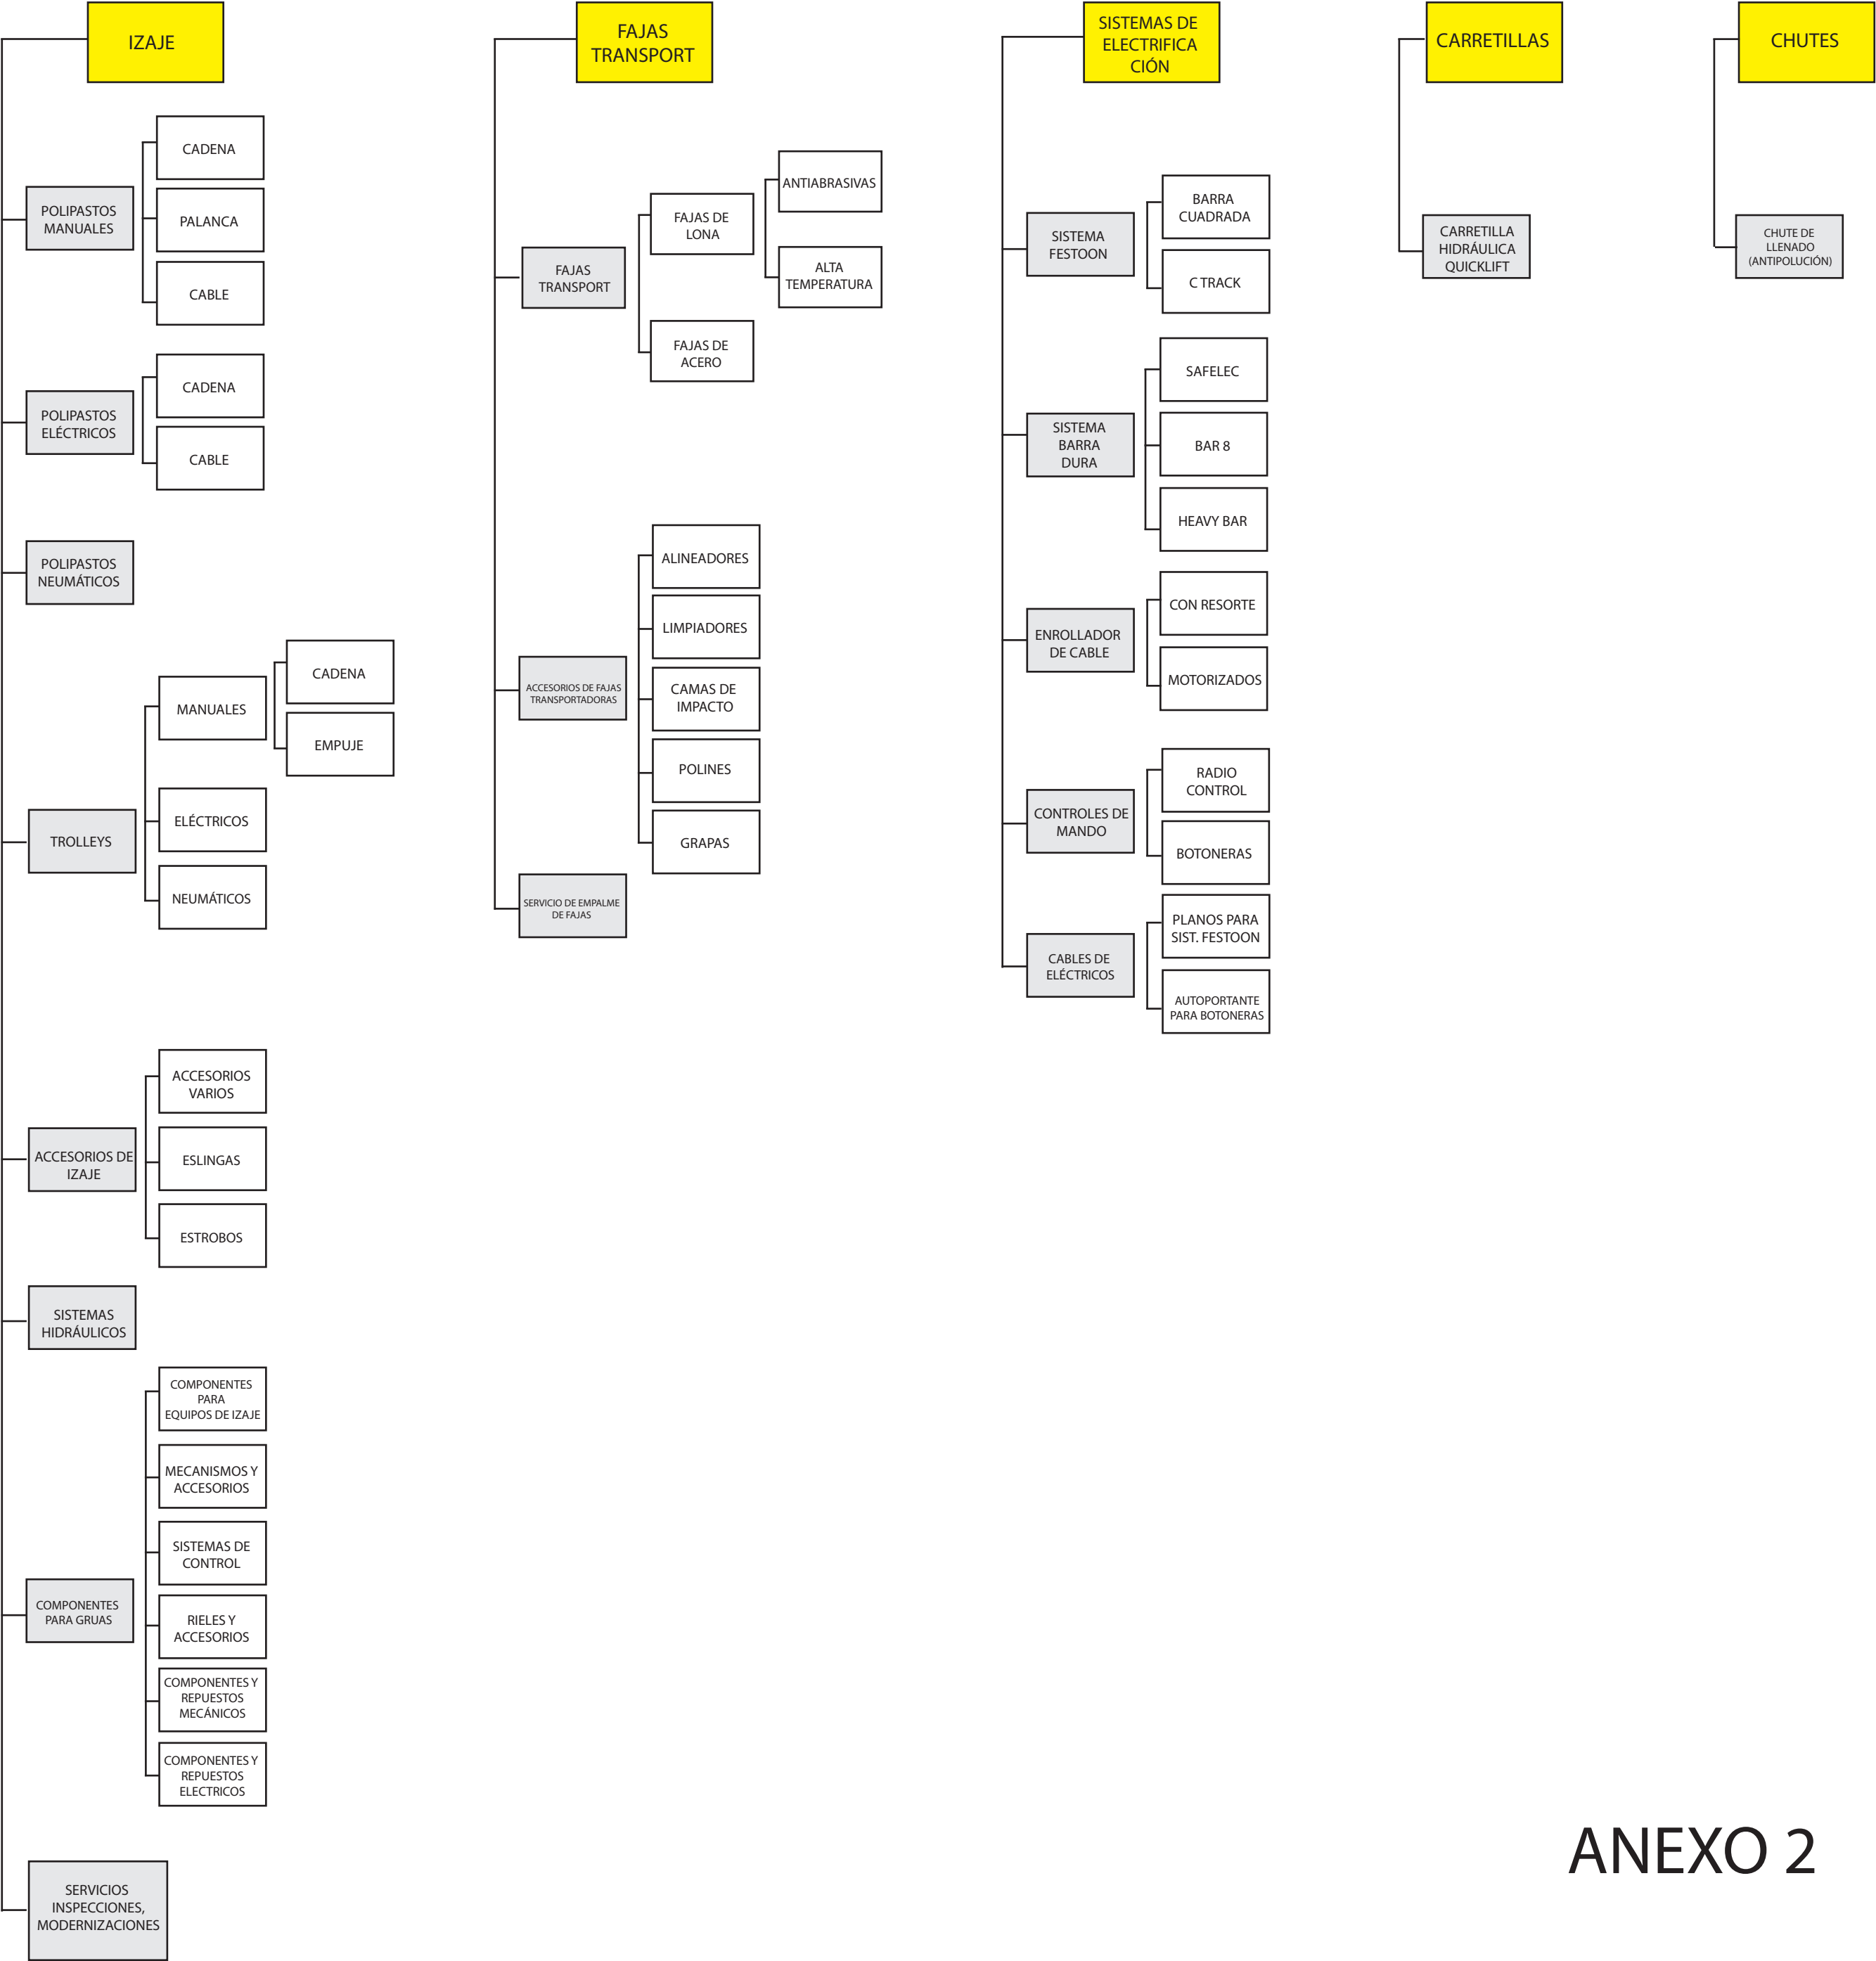 IZAJE
POLIPASTOS
MANUALES
CADENA
PALANCA
CABLE
POLIPASTOS
ELÉCTRICOS
CADENA
CABLE
POLIPASTOS
NEUMÁTICOS
TROLLEYS
MANUALES
CADENA
EMPUJE
ELÉCTRICOS
NEUMÁTICOS
ACCESORIOS DE
IZAJE
ACCESORIOS
VARIOS
ESLINGAS
ESTROBOS
SISTEMAS
HIDRÁULICOS
COMPONENTES
PARA GRUAS
COMPONENTES
PARA
EQUIPOS DE IZAJE
MECANISMOS Y
ACCESORIOS
SISTEMAS DE
CONTROL
RIELES Y
ACCESORIOS
COMPONENTES Y
REPUESTOS
MECÁNICOS
COMPONENTES Y
REPUESTOS
ELECTRICOS
SERVICIOS
INSPECCIONES,
MODERNIZACIONES
FAJAS
TRANSPORT
FAJAS
TRANSPORT
FAJAS DE
LONA
ANTIABRASIVAS
ALTA
TEMPERATURA
FAJAS DE
ACERO
ACCESORIOS DE FAJAS
TRANSPORTADORAS
ALINEADORES
LIMPIADORES
CAMAS DE
IMPACTO
POLINES
GRAPAS
SERVICIO DE EMPALME
DE FAJAS
SISTEMAS DE
ELECTRIFICA
CIÓN
SISTEMA
FESTOON
BARRA
CUADRADA
C TRACK
SISTEMA
BARRA
DURA
SAFELEC
BAR 8
HEAVY BAR
ENROLLADOR
DE CABLE
CON RESORTE
MOTORIZADOS
CONTROLES DE
MANDO
RADIO
CONTROL
BOTONERAS
CABLES DE
ELÉCTRICOS
PLANOS PARA
SIST. FESTOON
AUTOPORTANTE
PARA BOTONERAS
CARRETILLAS
CARRETILLA
HIDRÁULICA
QUICKLIFT
CHUTES
CHUTE DE
LLENADO
(ANTIPOLUCIÓN)
ANEXO 2